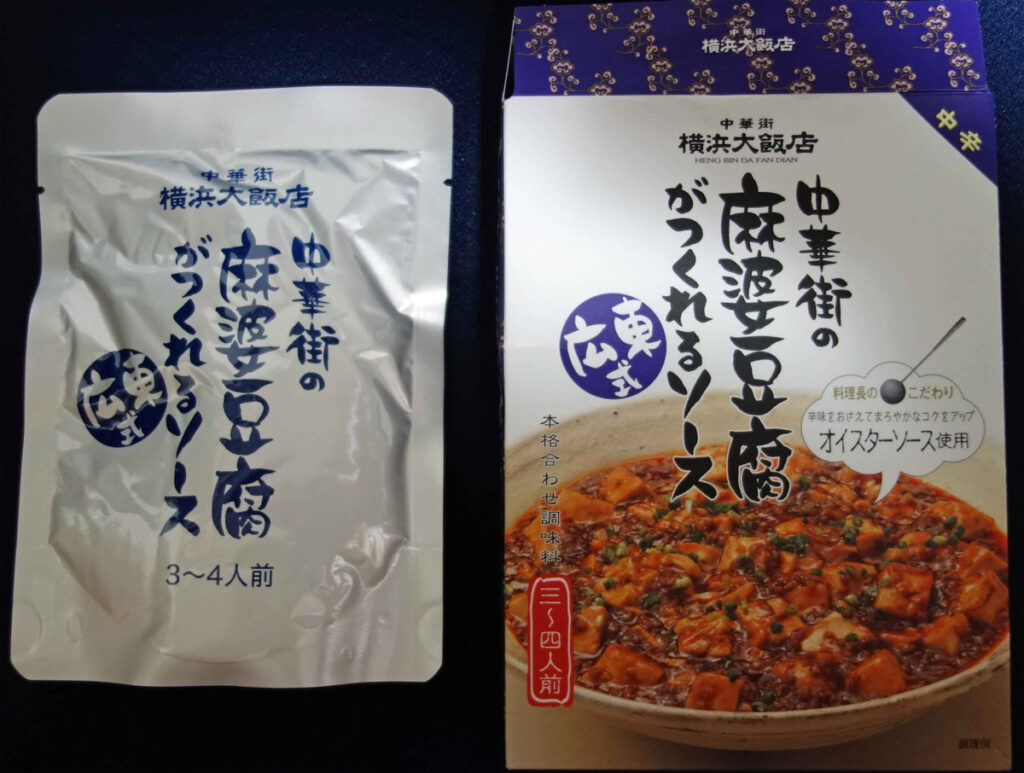 中華街
横浜大飯店
中華街の
麻婆豆腐
がつくれるソース
広東式
3〜4人前
中華街
横浜大飯店
中辛
中華街
横浜大飯店
HENG BIN DA FAN DIAN
中華街の
麻婆豆腐
がつくれるソース
広東式
料理長のこだわり
辛味をおさえてまろやかなコクをアップ
オイスターソース使用
本格合わせ調味料
三〜四人前
調理例